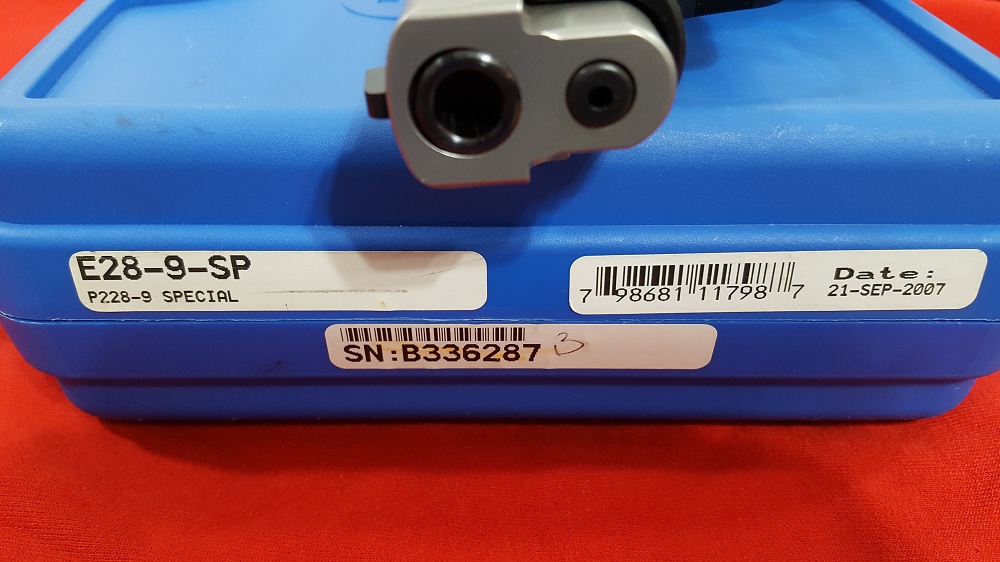 E28-9-SP
P228-9 SPECIAL
7 98681 11798 7
Date:
21-SEP-2007
SN:B336287 3